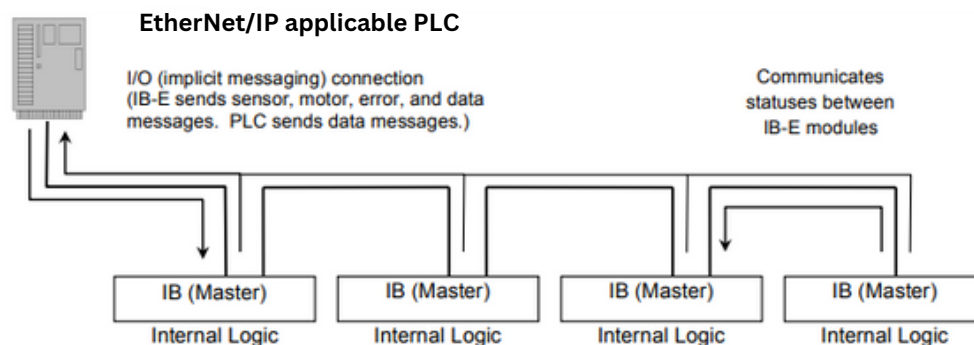 EtherNet/IP applicable PLC
I/O (implicit messaging) connection
(IB-E sends sensor, motor, error, and data
messages.  PLC sends data messages.)
Communicates
statuses between
IB-E modules
IB (Master)
IB (Master)
IB (Master)
IB (Master)
Internal Logic
Internal Logic
Internal Logic
Internal Logic